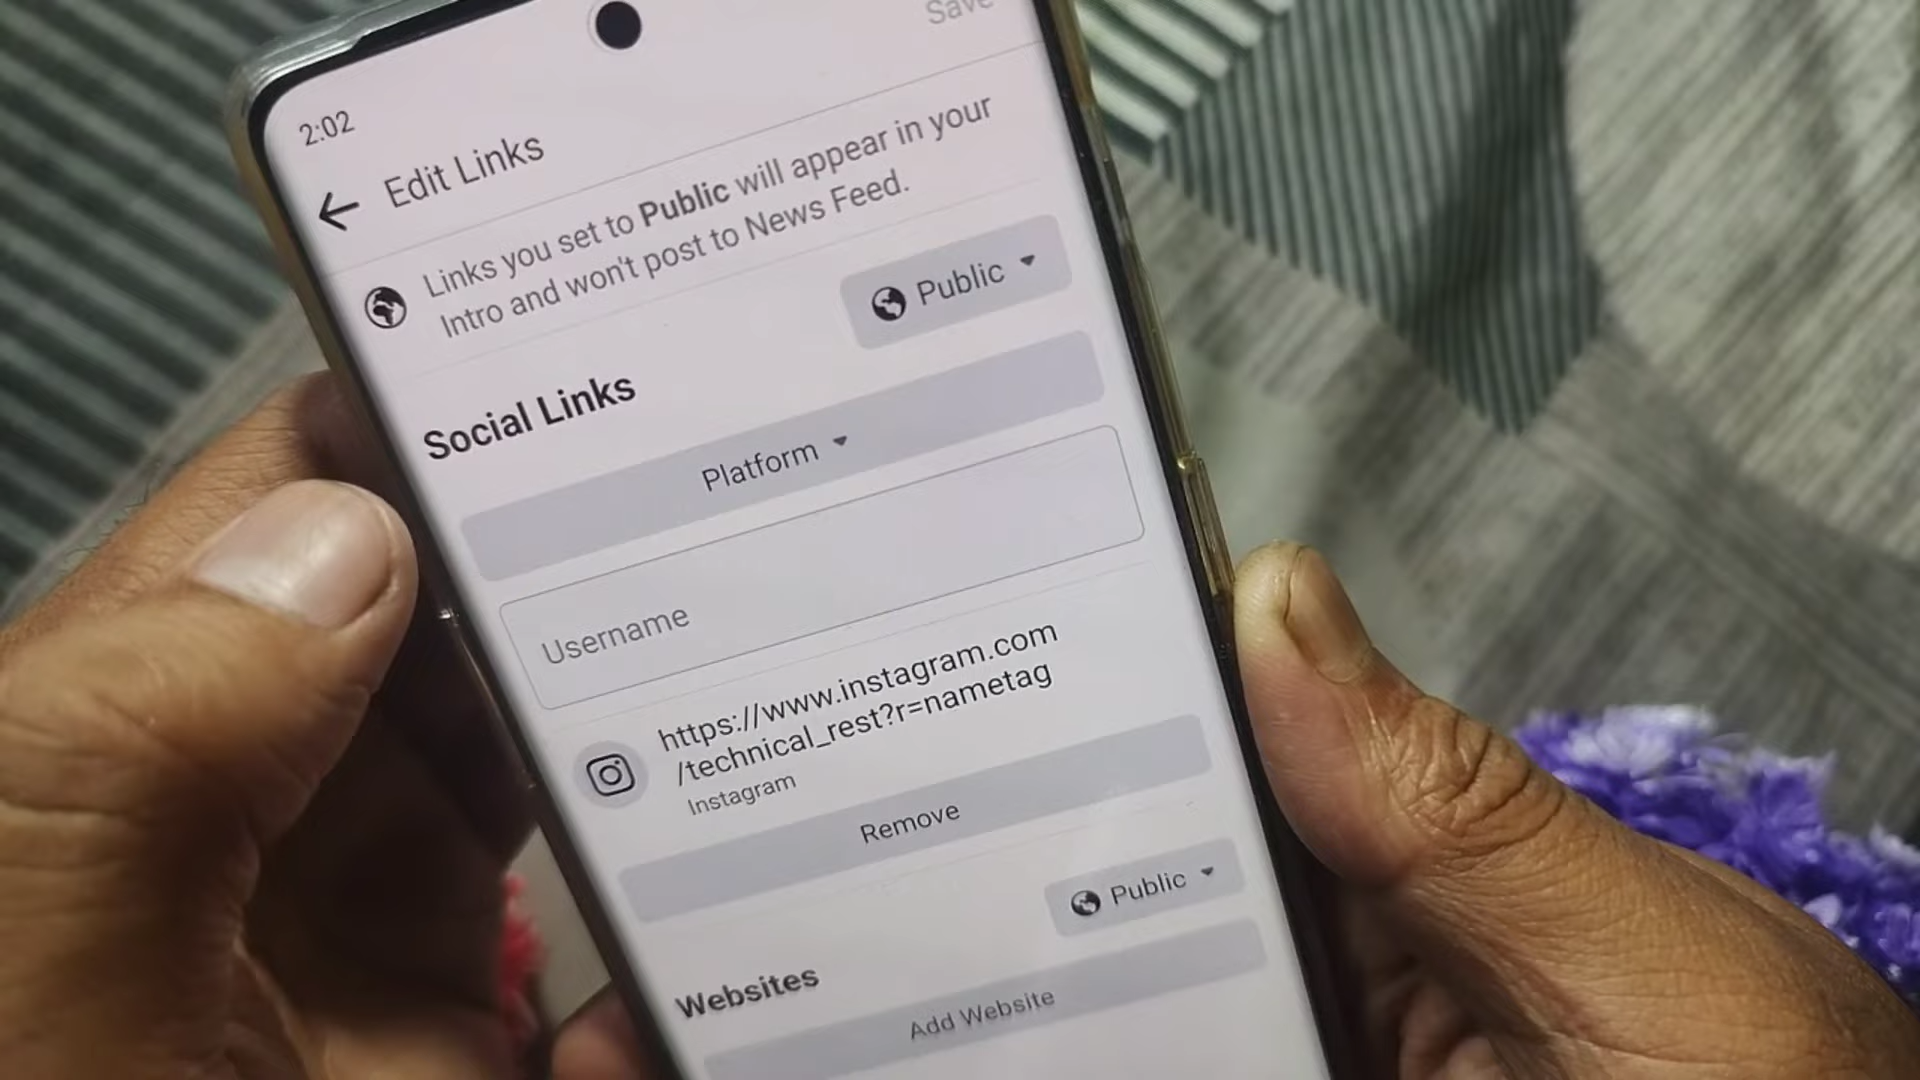 Save
2:02
Edit Links
Links you set to Public will appear in your
Intro and won't post to News Feed.
Public
Social Links
Platform
Username
https://www.instagram.com
/technical_rest?r=nametag
Instagram
Remove
Public
Websites
Add Website